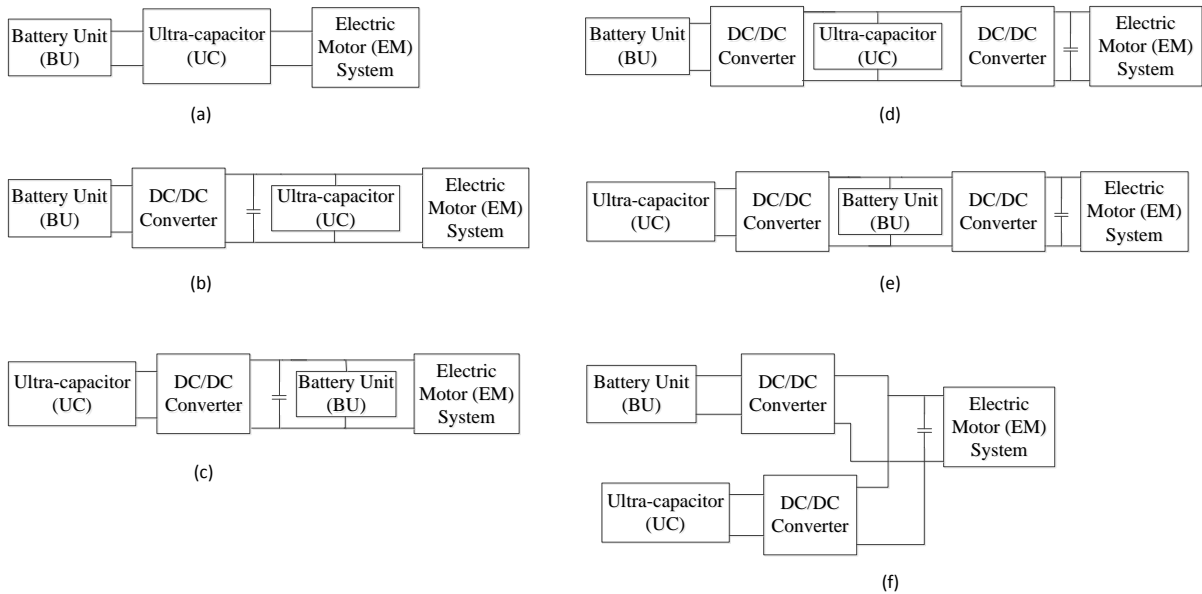 Battery Unit
(BU)
Ultra-capacitor
(UC)
Electric
Motor (EM)
System
(a)
Battery Unit
(BU)
DC/DC
Converter
Ultra-capacitor
(UC)
Electric
Motor (EM)
System
(b)
Ultra-capacitor
(UC)
DC/DC
Converter
Battery Unit
(BU)
Electric
Motor (EM)
System
(c)
Battery Unit
(BU)
DC/DC
Converter
Ultra-capacitor
(UC)
DC/DC
Converter
Electric
Motor (EM)
System
(d)
Ultra-capacitor
(UC)
DC/DC
Converter
Battery Unit
(BU)
DC/DC
Converter
Electric
Motor (EM)
System
(e)
Battery Unit
(BU)
DC/DC
Converter
Electric
Motor (EM)
System
Ultra-capacitor
(UC)
DC/DC
Converter
(f)